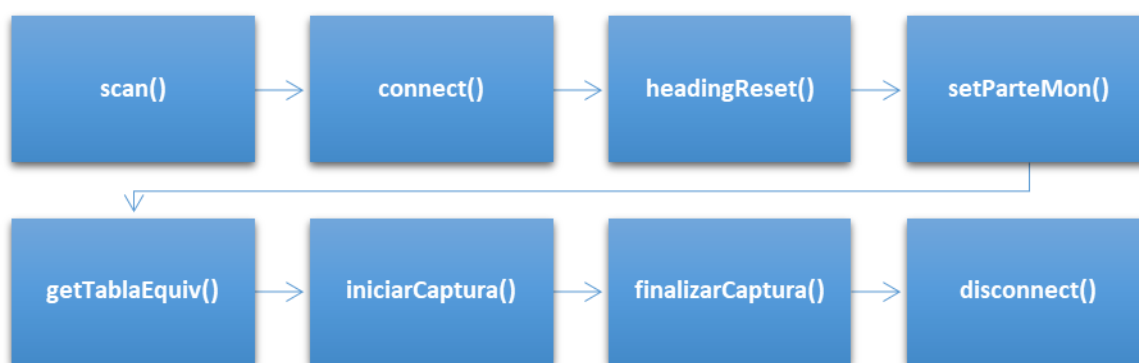 scan()
connect()
headingReset()
setParteMon()
getTablaEquiv()
iniciarCaptura()
finalizarCaptura()
disconnect()